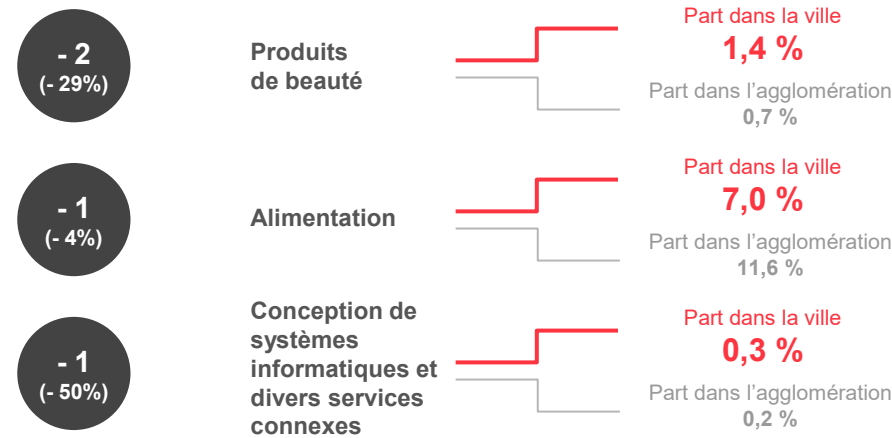 - 2
(- 29%)
Produits
de beauté
Part dans la ville
1,4 %
Part dans l’agglomération
0,7 %
- 1
(- 4%)
Alimentation
Part dans la ville
7,0 %
Part dans l’agglomération
11,6 %
- 1
(- 50%)
Conception de
systèmes
informatiques et
divers services
connexes
Part dans la ville
0,3 %
Part dans l’agglomération
0,2 %